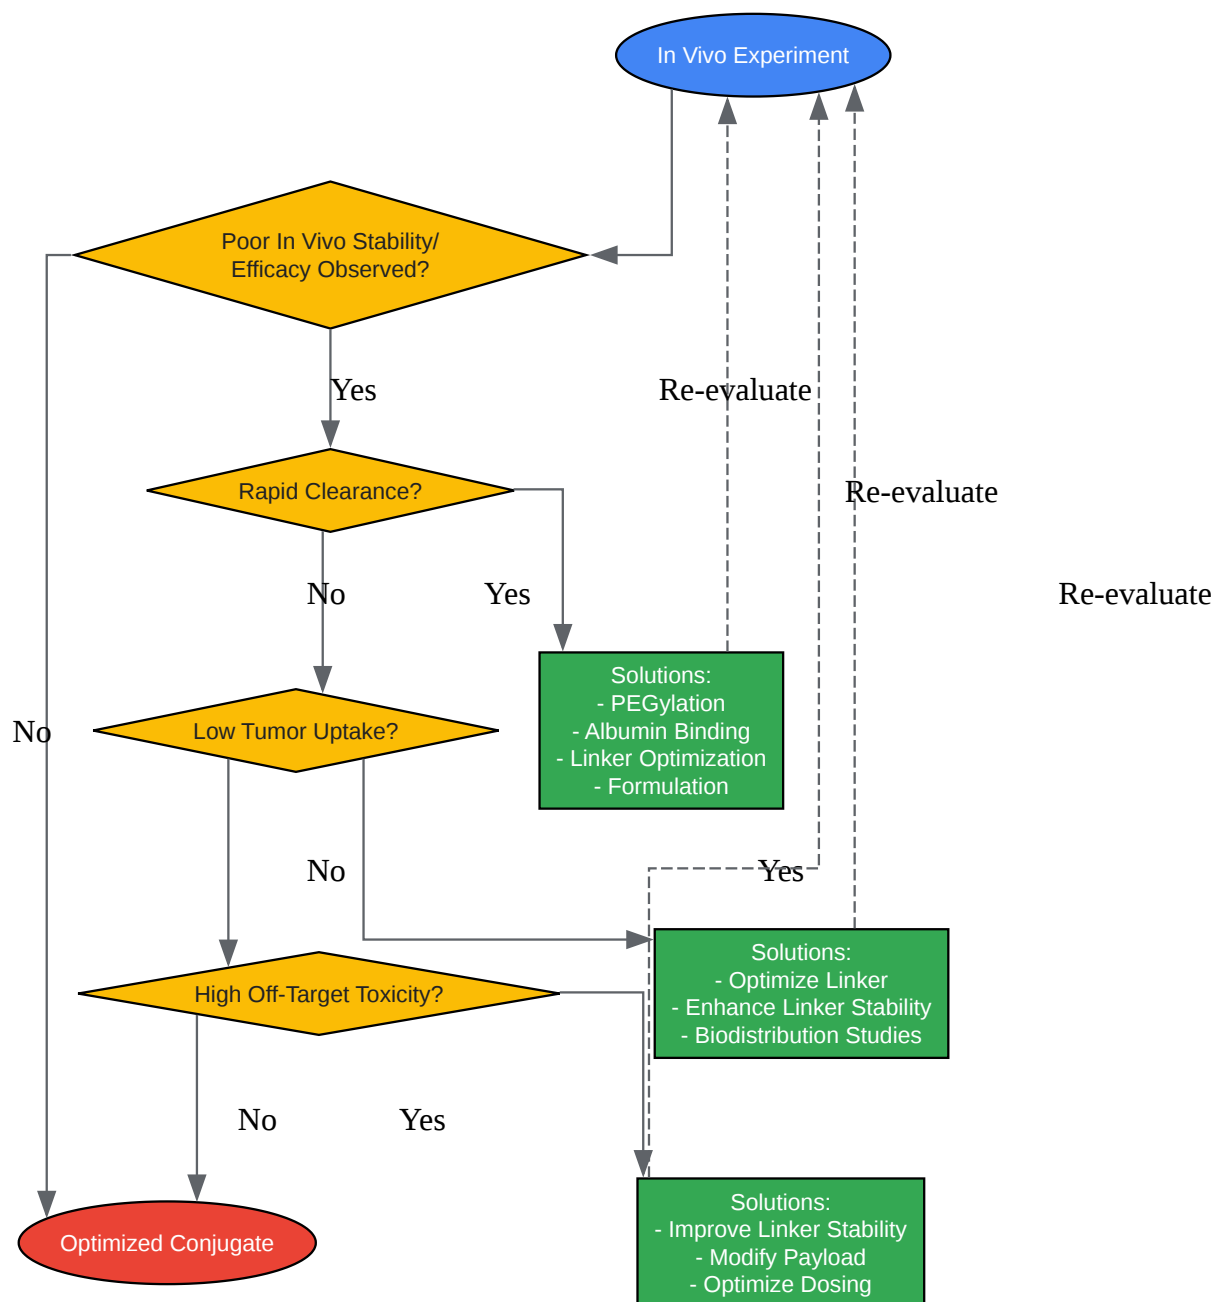 In Vivo Experiment
Poor In Vivo Stability/
Efficacy Observed?
Yes
Re-evaluate
Rapid Clearance?
Re-evaluate
No
Yes
Re-evaluate
Solutions:
- PEGylation
- Albumin Binding
- Linker Optimization
- Formulation
No
Low Tumor Uptake?
No
Yes
Solutions:
- Optimize Linker
- Enhance Linker Stability
- Biodistribution Studies
High Off-Target Toxicity?
No
Yes
Solutions:
- Improve Linker Stability
- Modify Payload
- Optimize Dosing
Optimized Conjugate